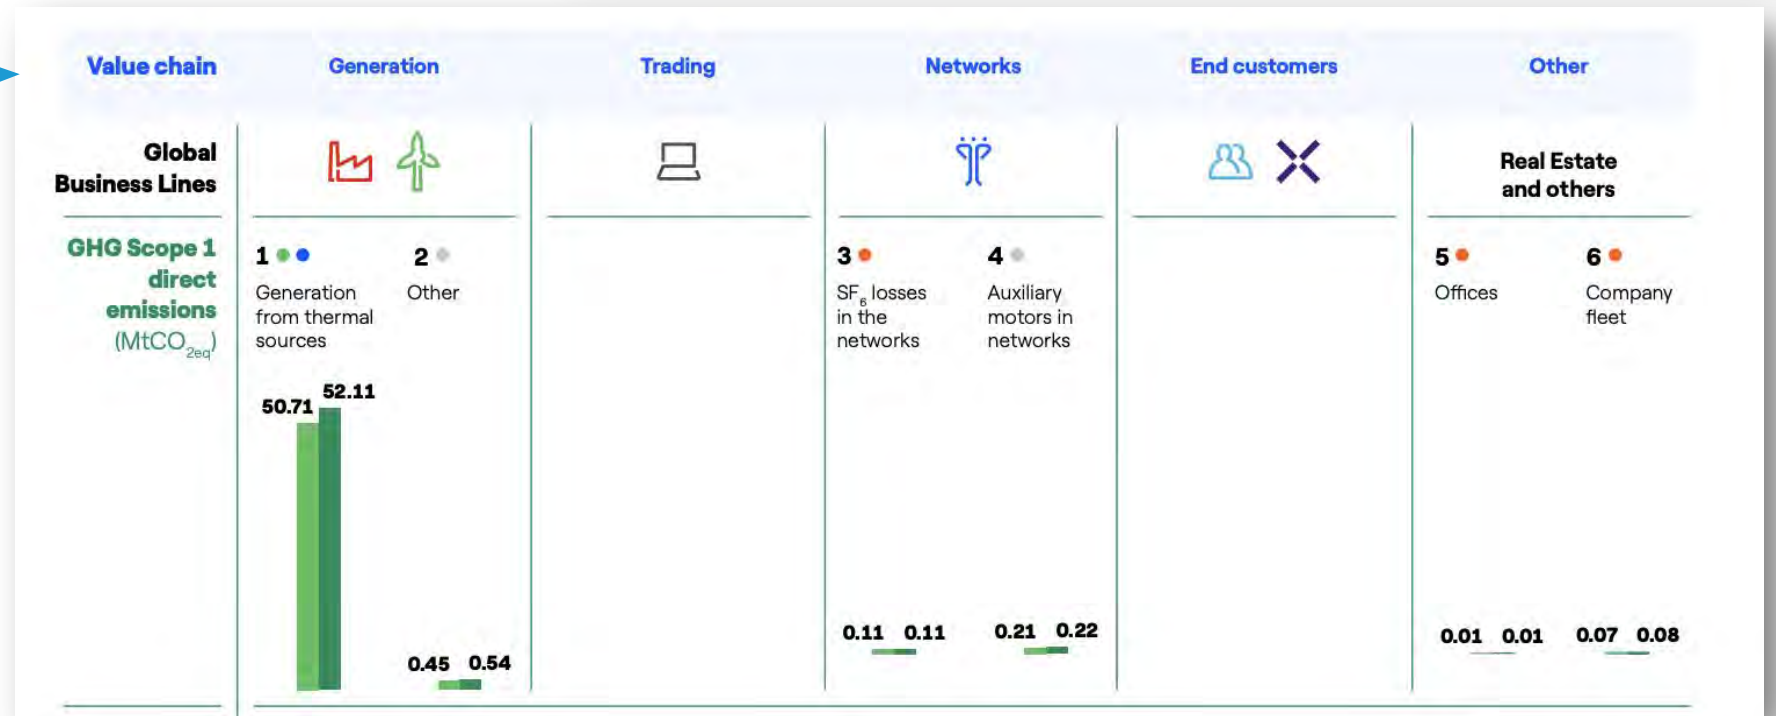 Value chain Generation Trading Networks End customers Other
Global
Business Lines
Real Estate
and others
GHG Scope 1
direct
emissions
(MtCO2eq)
1
Generation
from thermal
sources
50.71 52.11
2
Other
0.45 0.54
3
SF6 losses
in the
networks
0.11 0.11
4
Auxiliary
motors in
networks
0.21 0.22
5
Offices
0.01 0.01
6
Company
fleet
0.07 0.08